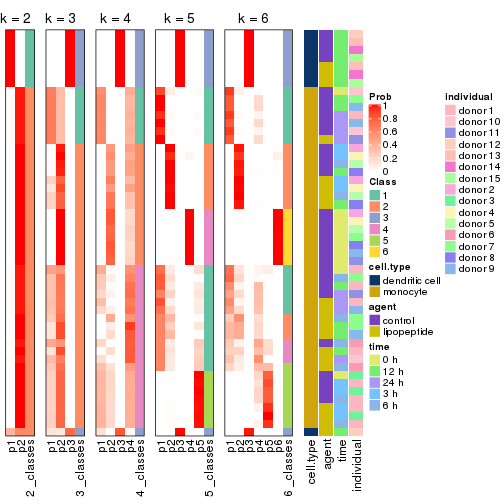 k = 2 k = 3 k = 4 k = 5 k = 6
Prob
1
0.8
0.6
0.4
0.2
0
Class
1
2
3
4
5
6
cell.type
dendritic cell
monocyte
agent
control
lipopeptide
time
0 h
12 h
24 h
3 h
6 h
individual
donor 1
donor 10
donor 11
donor 12
donor 13
donor 14
donor 15
donor 2
donor 3
donor 4
donor 5
donor 6
donor 7
donor 8
donor 9
p1
p2
2_classes
p1
p2
p3
3_classes
p1
p2
p3
p4
4_classes
p1
p2
p3
p4
p5
5_classes
p1
p2
p3
p4
p5
p6
6_classes
cell.type
agent
time
individual